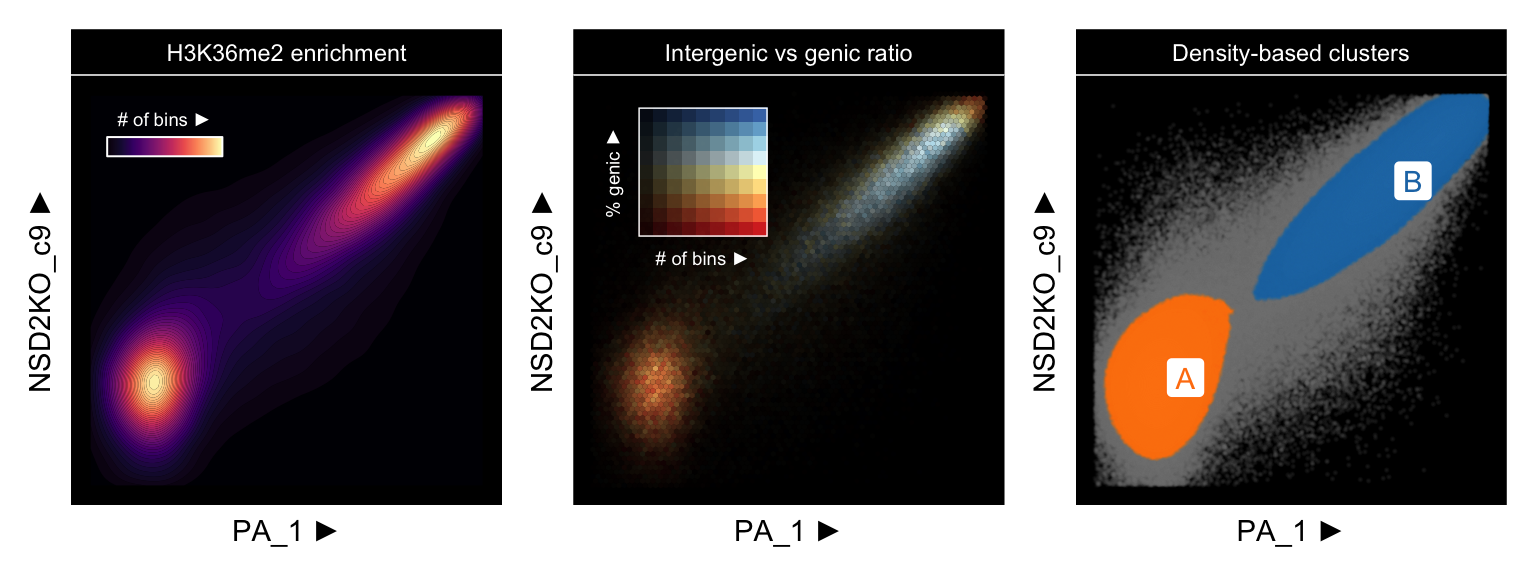 H3K36me2 enrichment
# of bins ►
NSD2KO_c9 ►
PA_1 ►
Intergenic vs genic ratio
% genic ►
# of bins ►
NSD2KO_c9 ►
PA_1 ►
Density-based clusters
B
A
NSD2KO_c9 ►
PA_1 ►